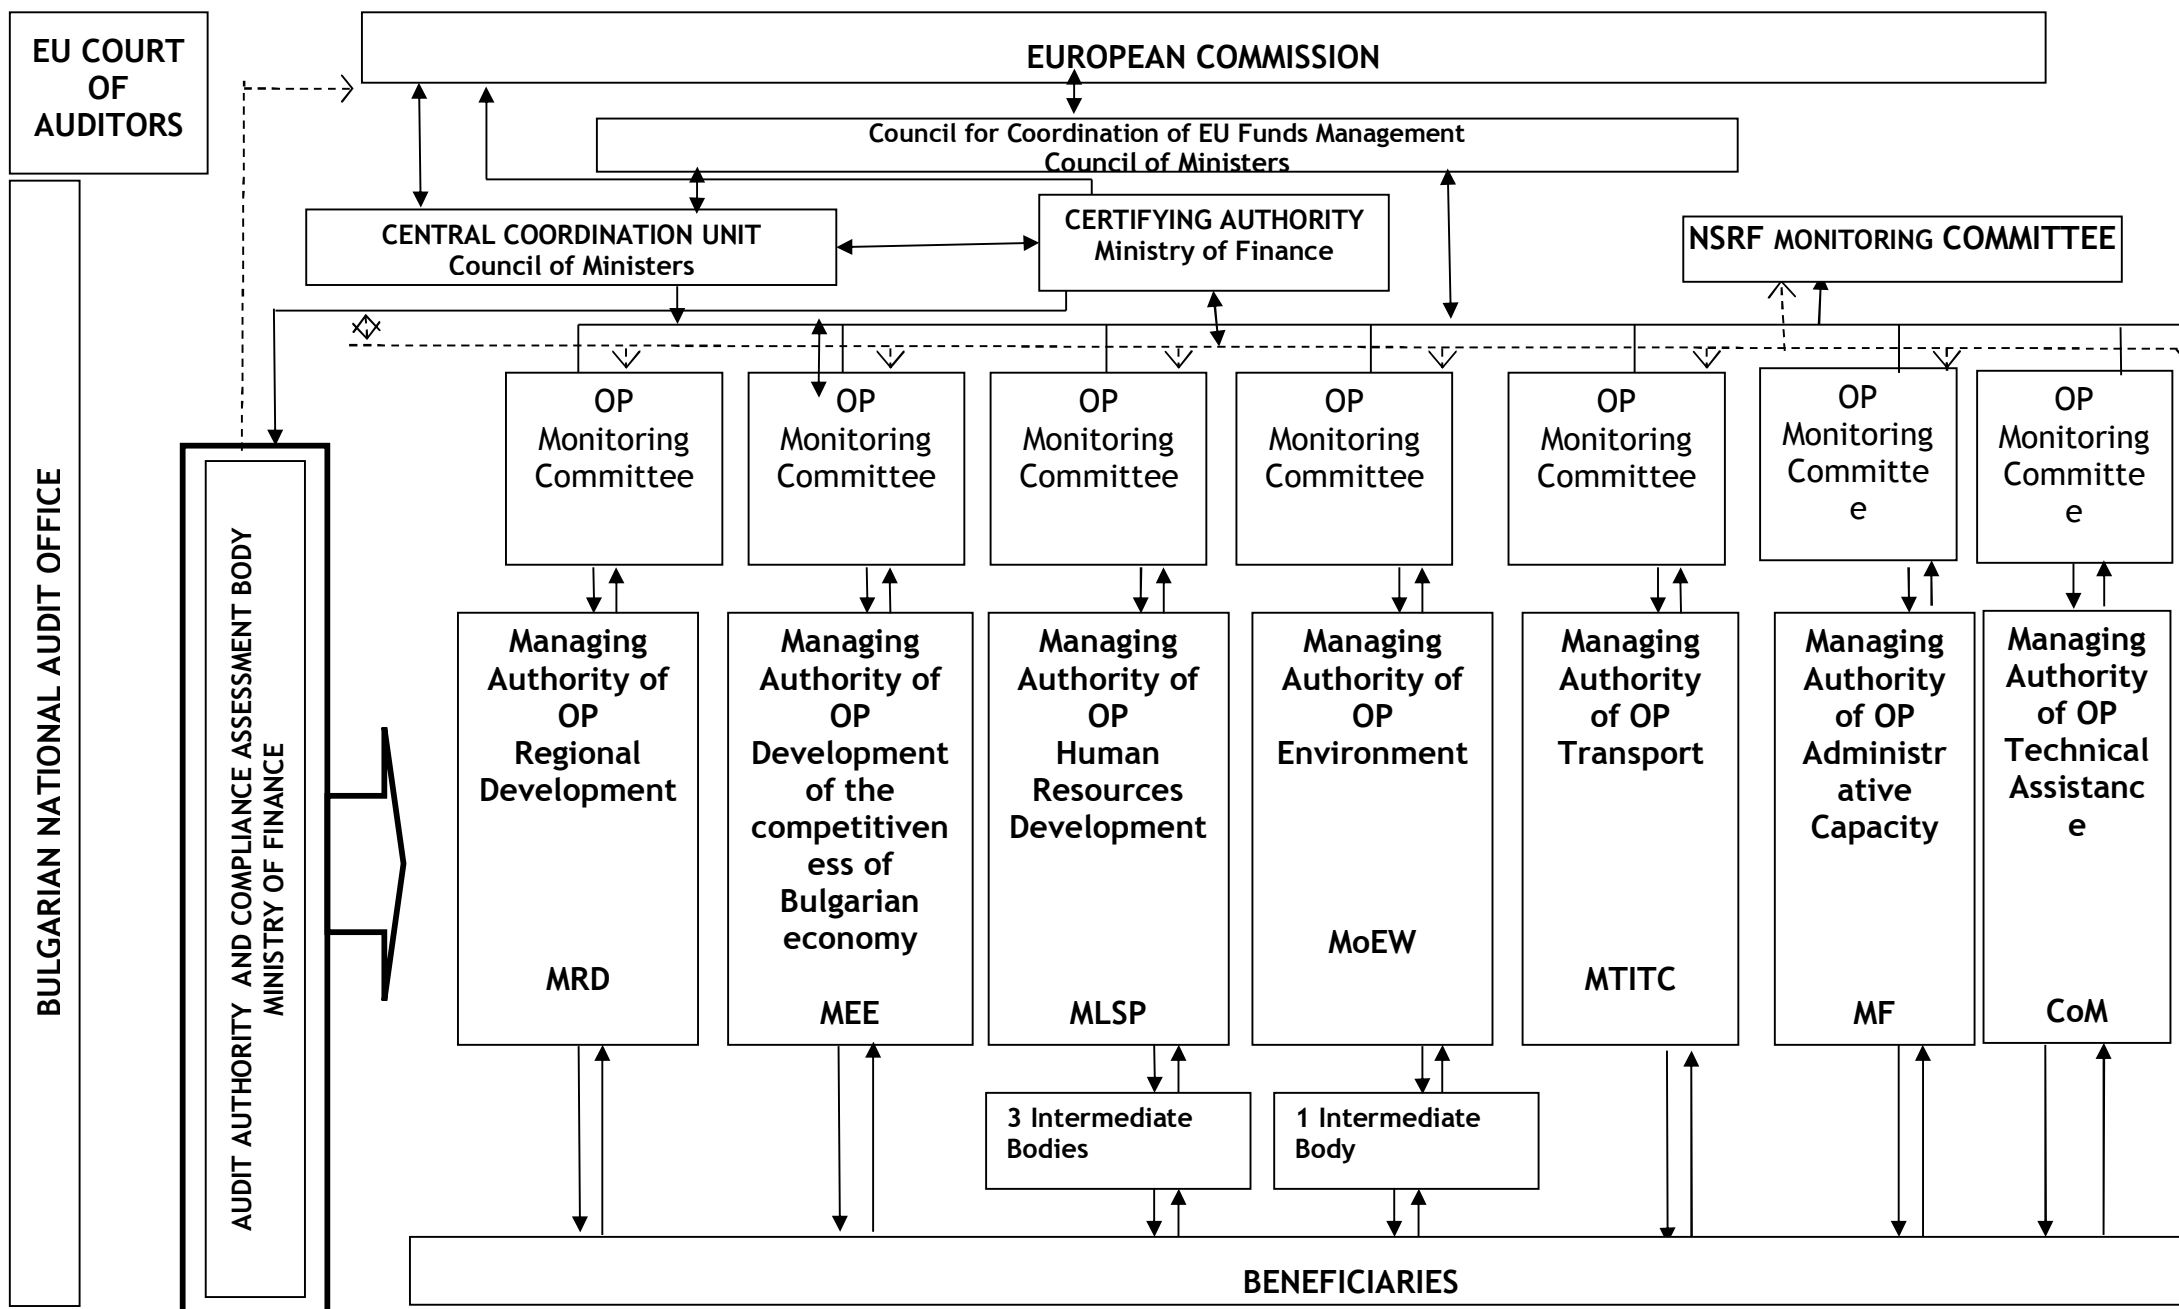 EU COURT
OF
AUDITORS
EUROPEAN COMMISSION
Council for Coordination of EU Funds Management
Council of Ministers
CENTRAL COORDINATION UNIT
Council of Ministers
CERTIFYING AUTHORITY
Ministry of Finance
NSRF MONITORING COMMITTEE
BULGARIAN NATIONAL AUDIT OFFICE
AUDIT AUTHORITY AND COMPLIANCE ASSESSMENT BODY
MINISTRY OF FINANCE
OP
Monitoring
Committee
OP
Monitoring
Committee
OP
Monitoring
Committee
OP
Monitoring
Committee
OP
Monitoring
Committee
OP
Monitoring
Committe
e
OP
Monitoring
Committe
e
Managing
Authority of
OP
Regional
Development
MRD
Managing
Authority of
OP
Development
of the
competitiven
ess of
Bulgarian
economy
MEE
Managing
Authority of
OP
Human
Resources
Development
MLSP
Managing
Authority of
OP
Environment
MoEW
Managing
Authority
of OP
Transport
MTITC
Managing
Authority
of OP
Administr
ative
Capacity
MF
Managing
Authority
of OP
Technical
Assistanc
e
CoM
3 Intermediate
Bodies
1 Intermediate
Body
BENEFICIARIES